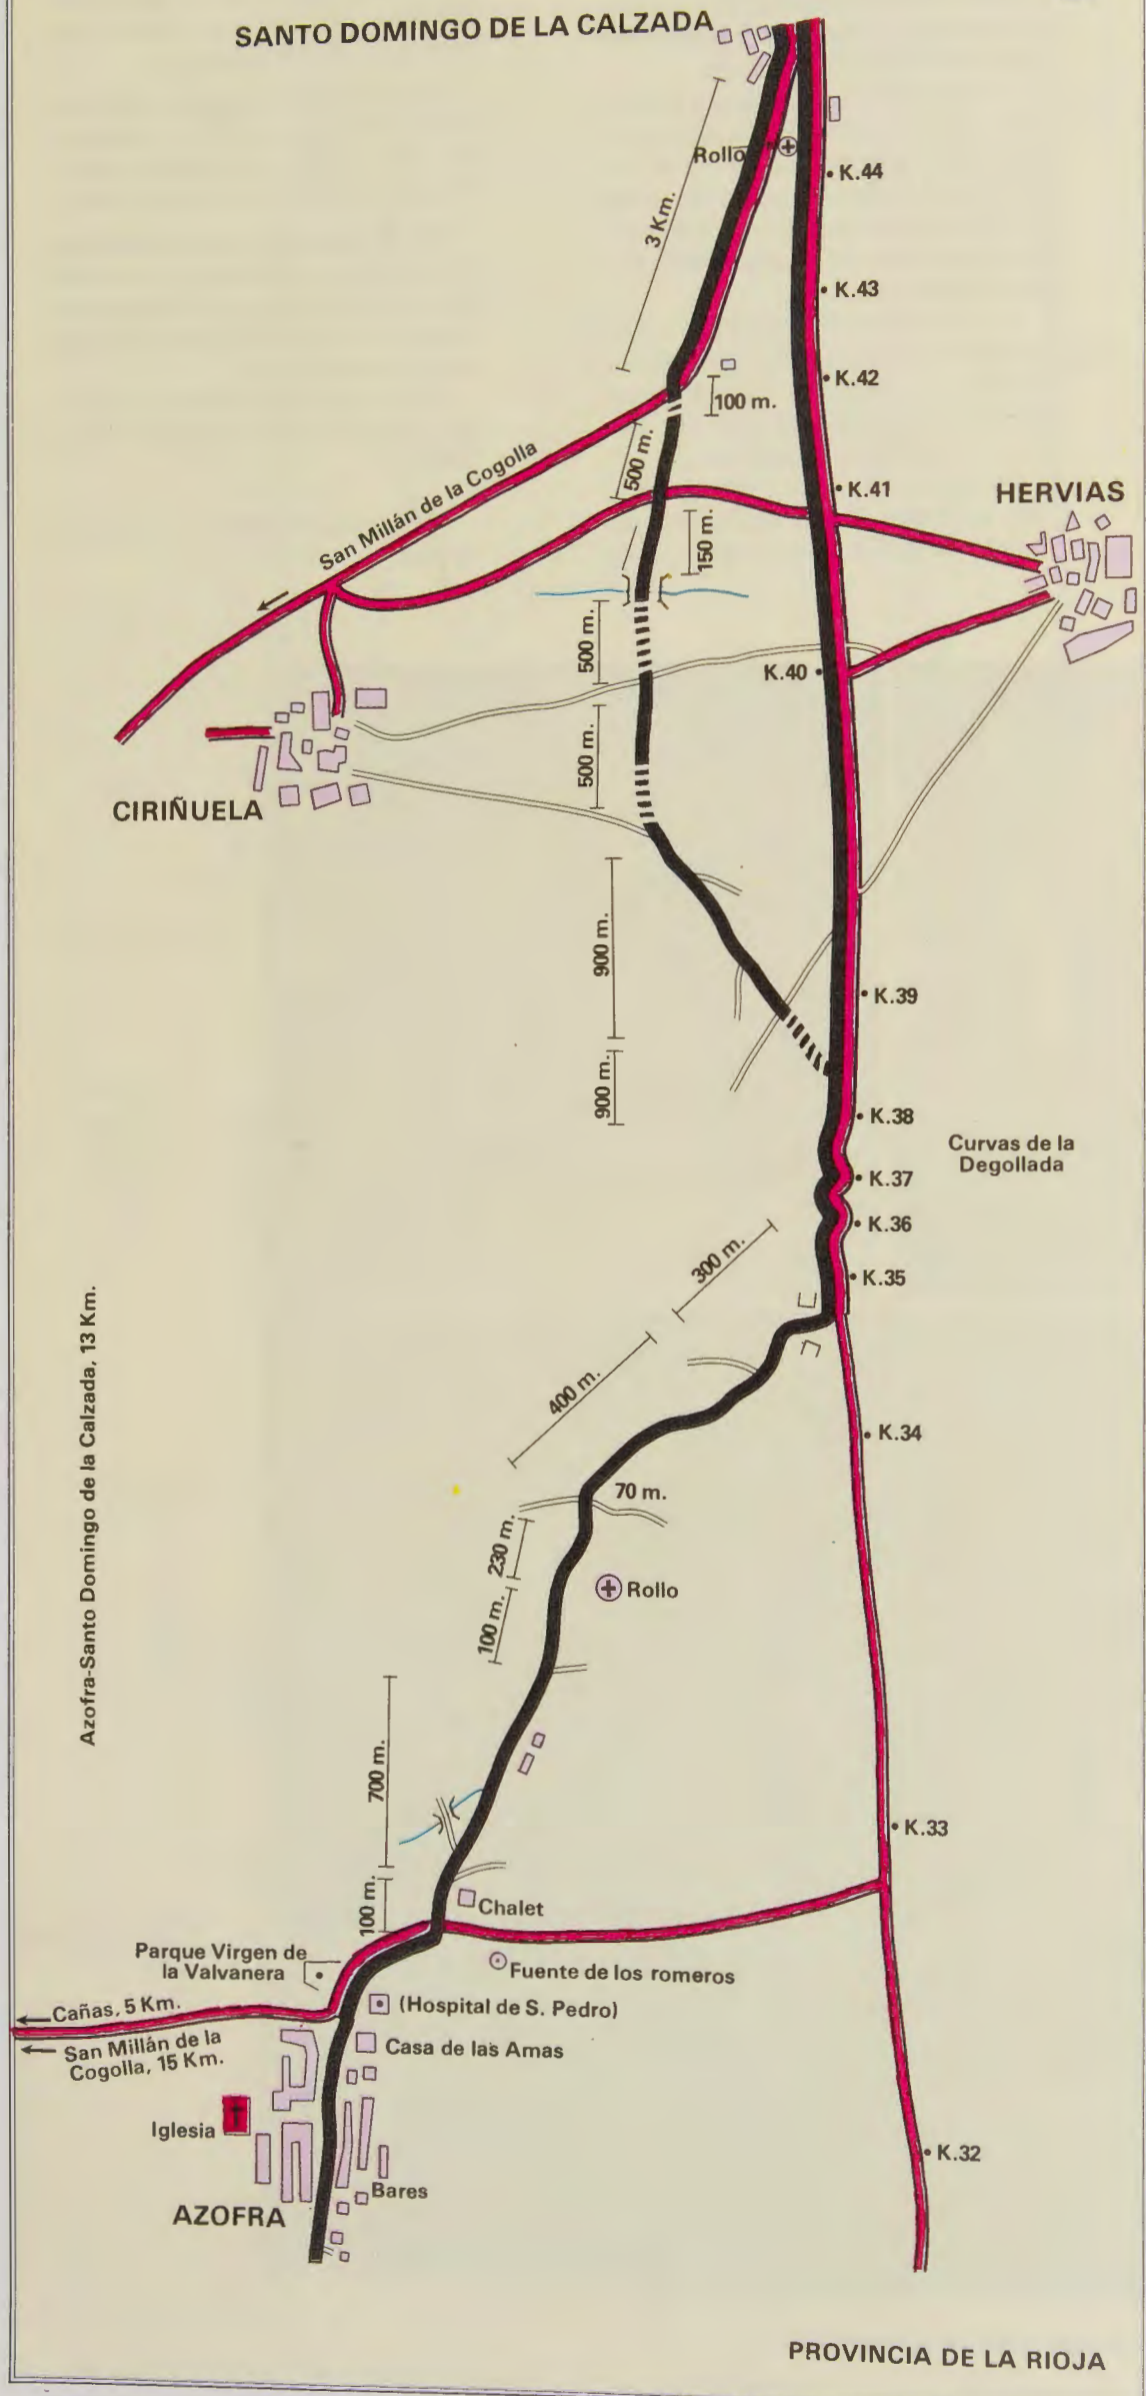 SANTO DOMINGO DE LA CALZADA
Rollo
K.44
3 Km.
K.43
K.42
100 m.
500 m.
San Millán de la Cogolla
K.41
HERVIAS
150 m.
500 m.
K.40
500 m.
CIRIÑUELA
900 m.
K.39
900 m.
K.38
Curvas de la
Degollada
K.37
K.36
300 m.
K.35
400 m.
K.34
70 m.
230 m.
Rollo
100 m.
Azofra-Santo Domingo de la Calzada, 13 Km.
700 m.
K.33
100 m.
Chalet
Parque Virgen de
la Valvanera
Fuente de los romeros
Cañas, 5 Km.
(Hospital de S. Pedro)
San Millán de la
Cogolla, 15 Km.
Casa de las Amas
Iglesia
K.32
Bares
AZOFRA
PROVINCIA DE LA RIOJA